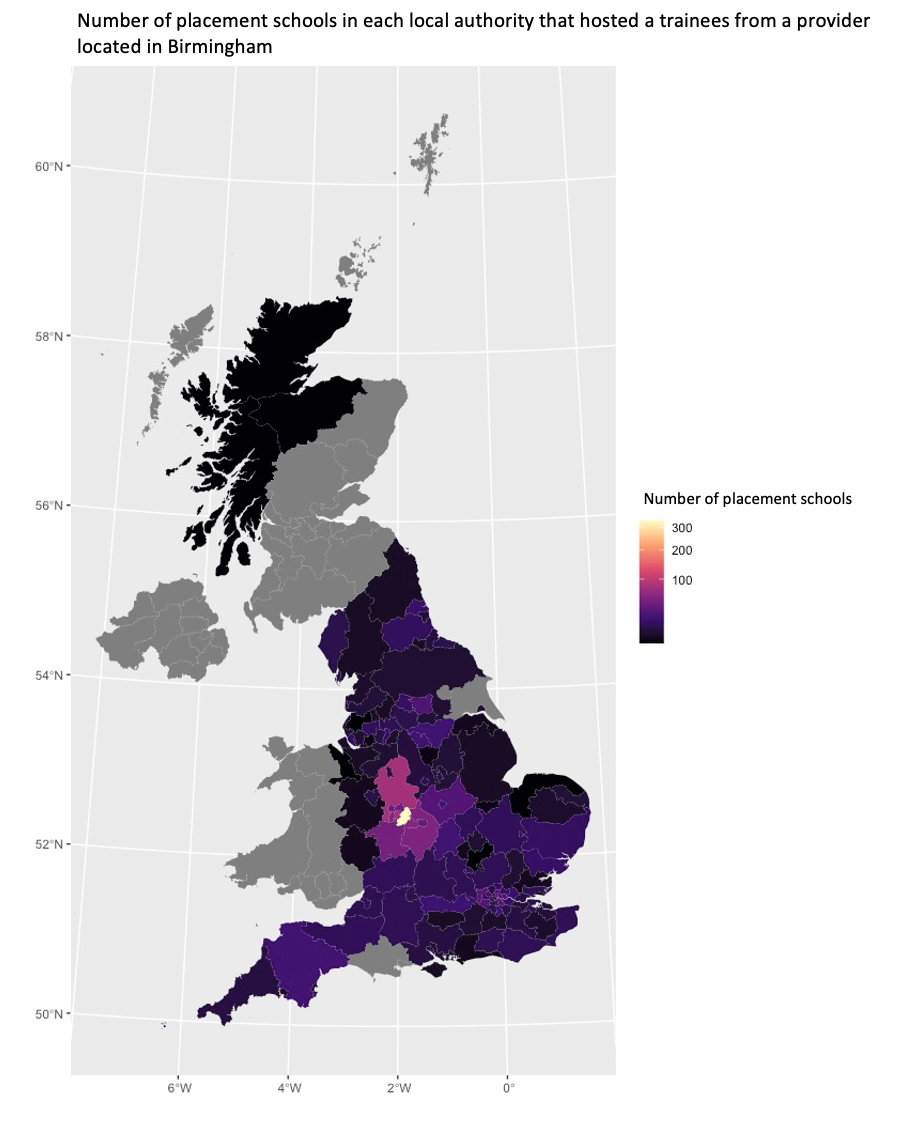 Number of placement schools in each local authority that hosted a trainees from a provider
located in Birmingham
60°N
58°N
56°N
54°N
52°N
50°N
6°W
4°W
2°W
0°
Number of placement schools
300
200
100